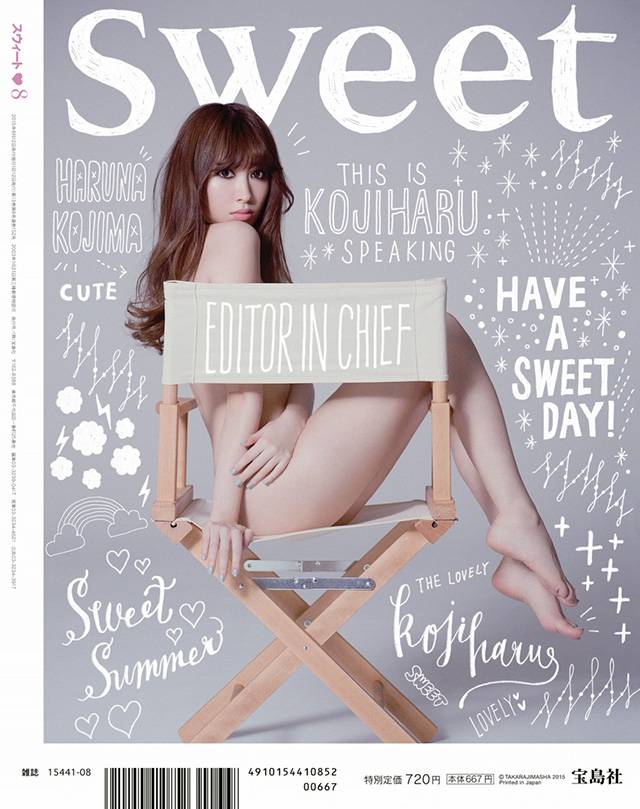 スウィート♥8
Sweet
HARUNA
KOJIMA
CUTE
THIS IS
KOJIHARU
SPEAKING
EDITOR IN CHIEF
HAVE
A
SWEET
DAY!
Sweet
Summer
THE LOVELY
kojiharu
SWEET
LOVELY
雑誌 15441-08
4910154410852
00667
特別定価 720円 本体667円
© TAKARAJIMASHA 2015
Printed in Japan
宝島社